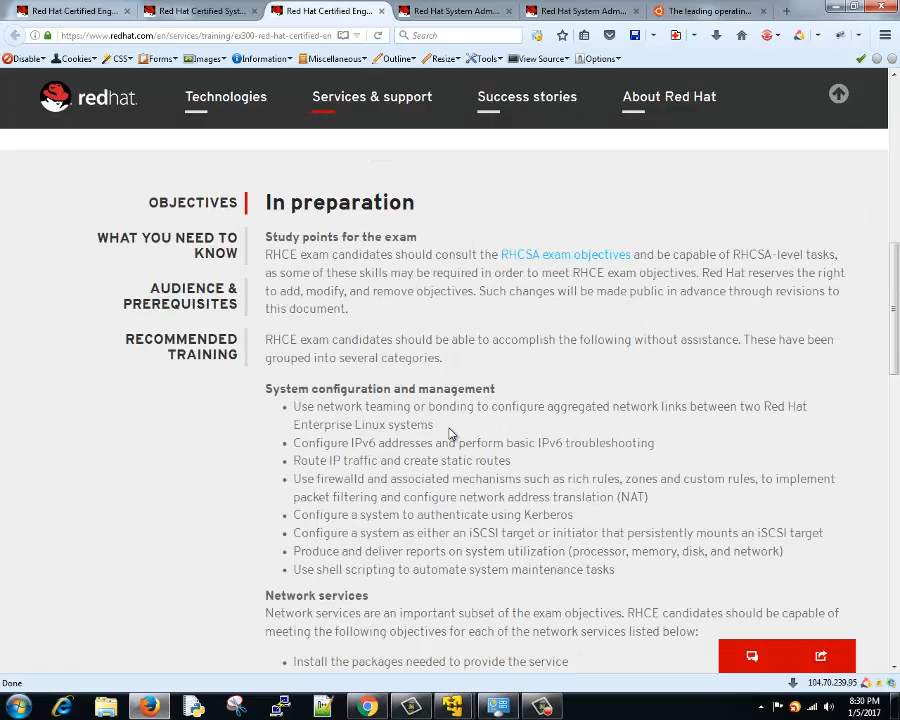 Red Hat Certified Eng...
Red Hat Certified Syst...
Red Hat Certified Eng...
Red Hat System Adm...
Red Hat System Adm...
The leading operatin...
https://www.redhat.com/en/services/training/ex300-red-hat-certified-en
Search
Disable
Cookies
CSS
Forms
Images
Information
Miscellaneous
Outline
Resize
Tools
View Source
Options
redhat.
Technologies
Services & support
Success stories
About Red Hat
OBJECTIVES
WHAT YOU NEED TO
KNOW
AUDIENCE &
PREREQUISITES
RECOMMENDED
TRAINING
In preparation
Study points for the exam
RHCE exam candidates should consult the RHCSA exam objectives and be capable of RHCSA-level tasks,
as some of these skills may be required in order to meet RHCE exam objectives. Red Hat reserves the right
to add, modify, and remove objectives. Such changes will be made public in advance through revisions to
this document.
RHCE exam candidates should be able to accomplish the following without assistance. These have been
grouped into several categories.
System configuration and management
• Use network teaming or bonding to configure aggregated network links between two Red Hat
Enterprise Linux systems
• Configure IPv6 addresses and perform basic IPv6 troubleshooting
• Route IP traffic and create static routes
• Use firewalld and associated mechanisms such as rich rules, zones and custom rules, to implement
packet filtering and configure network address translation (NAT)
• Configure a system to authenticate using Kerberos
• Configure a system as either an iSCSI target or initiator that persistently mounts an iSCSI target
• Produce and deliver reports on system utilization (processor, memory, disk, and network)
• Use shell scripting to automate system maintenance tasks
Network services
Network services are an important subset of the exam objectives. RHCE candidates should be capable of
meeting the following objectives for each of the network services listed below:
• Install the packages needed to provide the service
Done
104.70.239.95
8:30 PM
1/5/2017